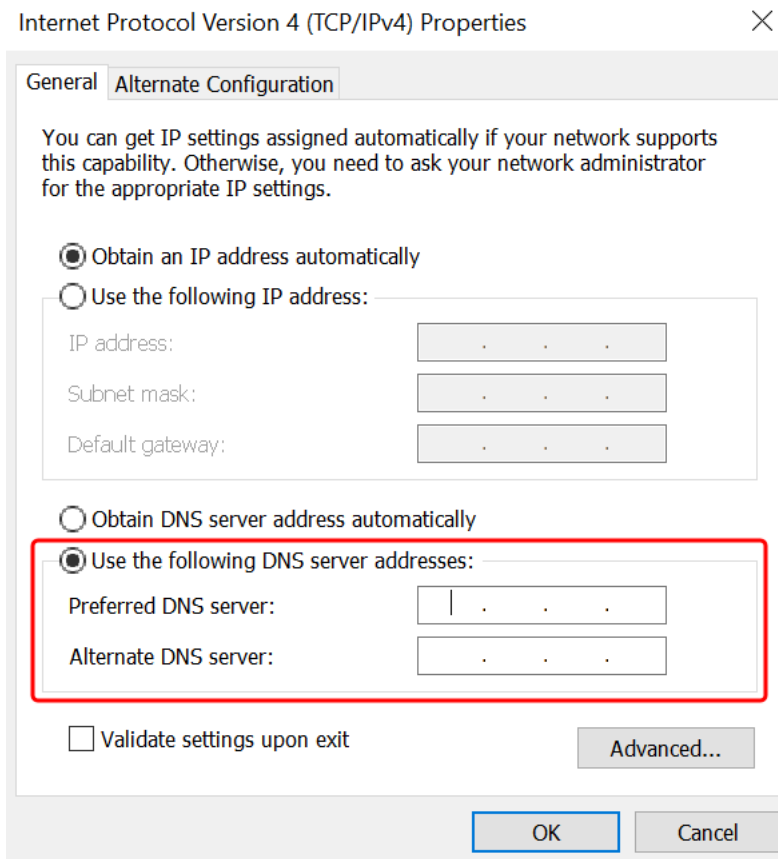 Internet Protocol Version 4 (TCP/IPv4) Properties
General
Alternate Configuration
You can get IP settings assigned automatically if your network supports
this capability. Otherwise, you need to ask your network administrator
for the appropriate IP settings.
Obtain an IP address automatically
Use the following IP address:
IP address:
Subnet mask:
Default gateway:
Obtain DNS server address automatically
Use the following DNS server addresses:
Preferred DNS server:
Alternate DNS server:
Validate settings upon exit
Advanced...
OK
Cancel